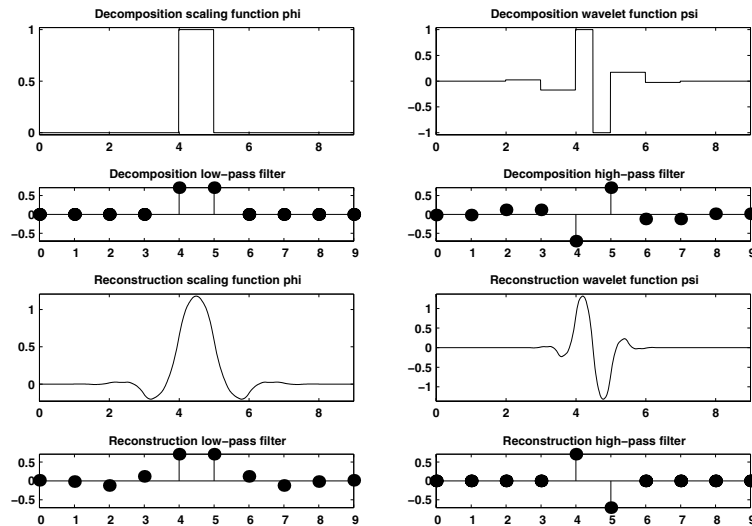 Decomposition scaling function phi
1
0.5
0
0 2 4 6 8
Decomposition wavelet function psi
1
0.5
0
−0.5
−1
0 2 4 6 8
Decomposition low−pass filter
0.5
0
−0.5
0 1 2 3 4 5 6 7 8 9
Decomposition high−pass filter
0.5
0
−0.5
0 1 2 3 4 5 6 7 8 9
Reconstruction scaling function phi
1
0.5
0
0 2 4 6 8
Reconstruction wavelet function psi
1
0.5
0
−0.5
−1
0 2 4 6 8
Reconstruction low−pass filter
0.5
0
−0.5
0 1 2 3 4 5 6 7 8 9
Reconstruction high−pass filter
0.5
0
−0.5
0 1 2 3 4 5 6 7 8 9